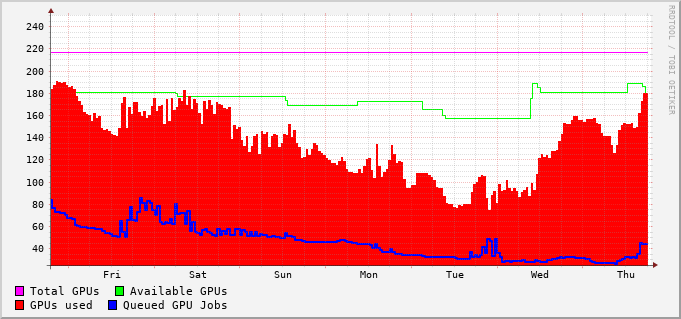 RRDTOOL / TOBI OETIKER
240
220
200
180
160
140
120
100
80
60
40
Fri Sat Sun Mon Tue Wed Thu
Total GPUs Available GPUs
GPUs used Queued GPU Jobs